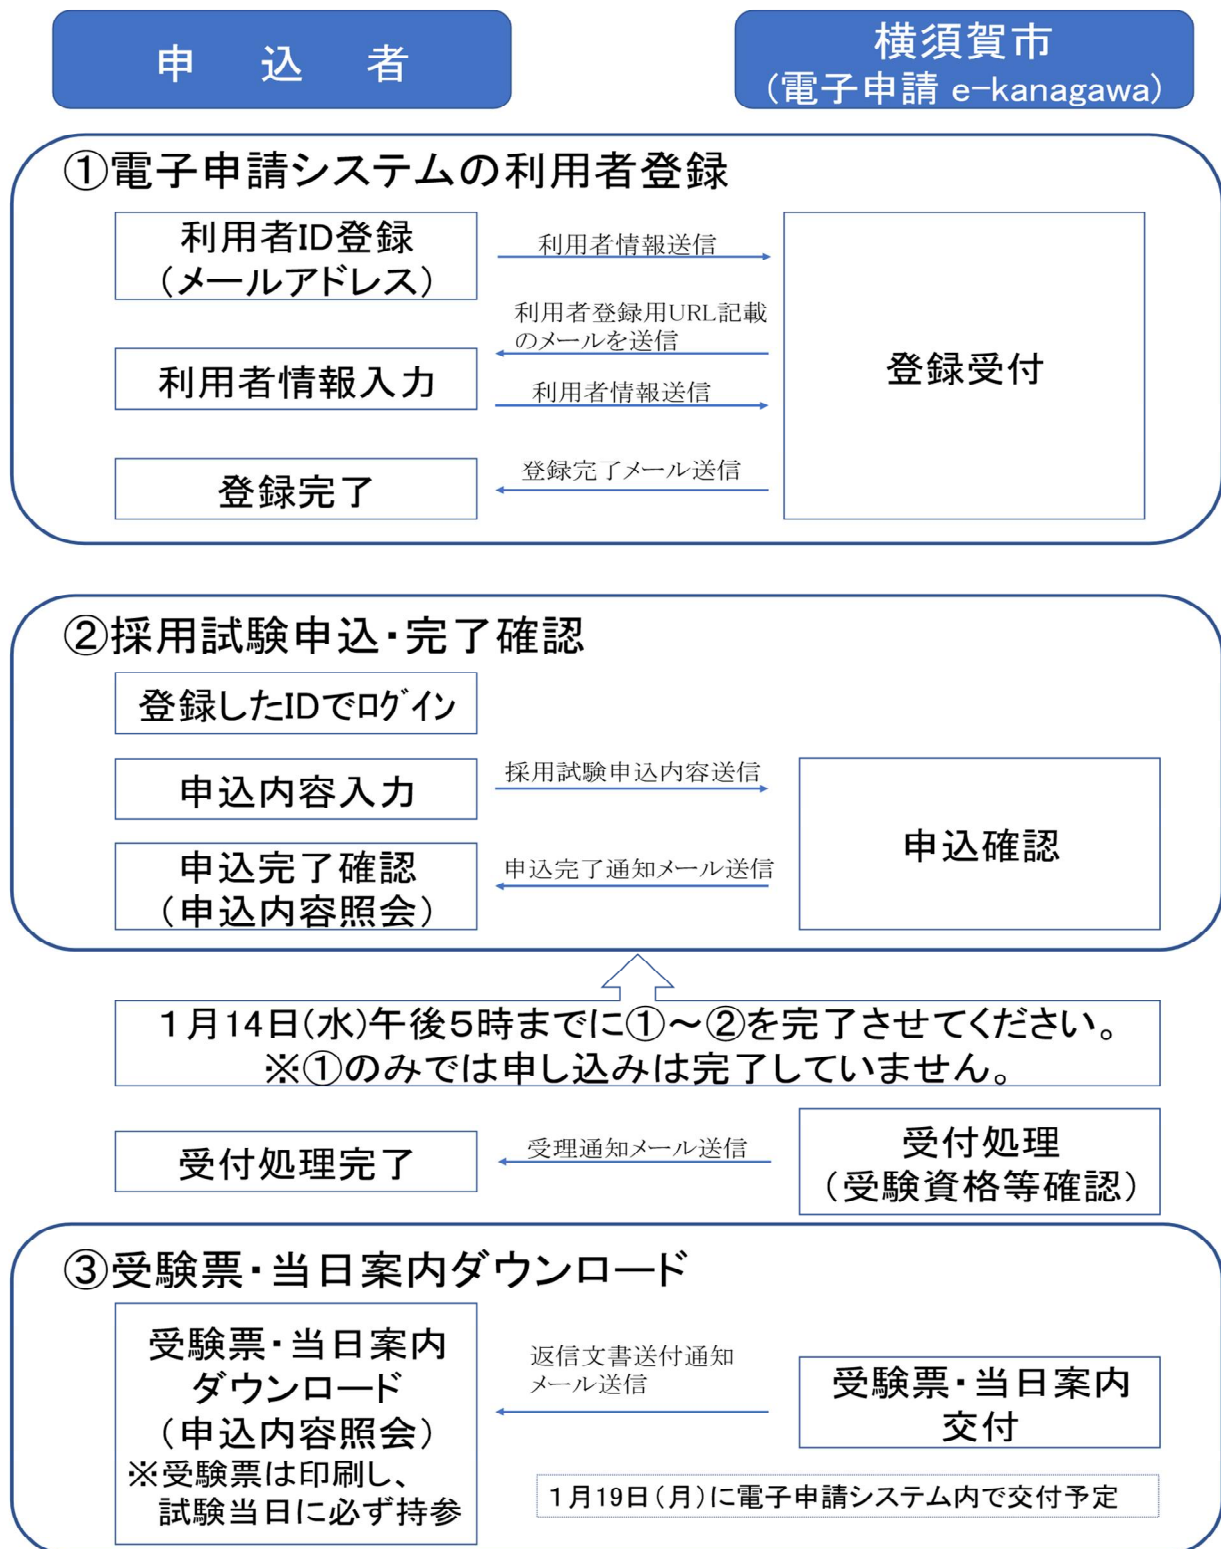 申 込 者
横須賀市
(電子申請 e-kanagawa)
①電子申請システムの利用者登録
利用者ID登録
(メールアドレス)
利用者情報送信
利用者登録用URL記載
のメールを送信
利用者情報入力
利用者情報送信
登録受付
登録完了メール送信
登録完了
②採用試験申込・完了確認
登録したIDでﾛｸﾞｲﾝ
申込内容入力
採用試験申込内容送信
申込確認
申込完了確認
(申込内容照会)
申込完了通知メール送信
1月14日(水)午後5時までに①～②を完了させてください。
※①のみでは申し込みは完了していません。
受付処理完了
受理通知メール送信
受付処理
(受験資格等確認)
③受験票・当日案内ダウンロード
受験票・当日案内
ダウンロード
(申込内容照会)
※受験票は印刷し、
試験当日に必ず持参
返信文書送付通知
メール送信
受験票・当日案内
交付
1月19日(月)に電子申請システム内で交付予定